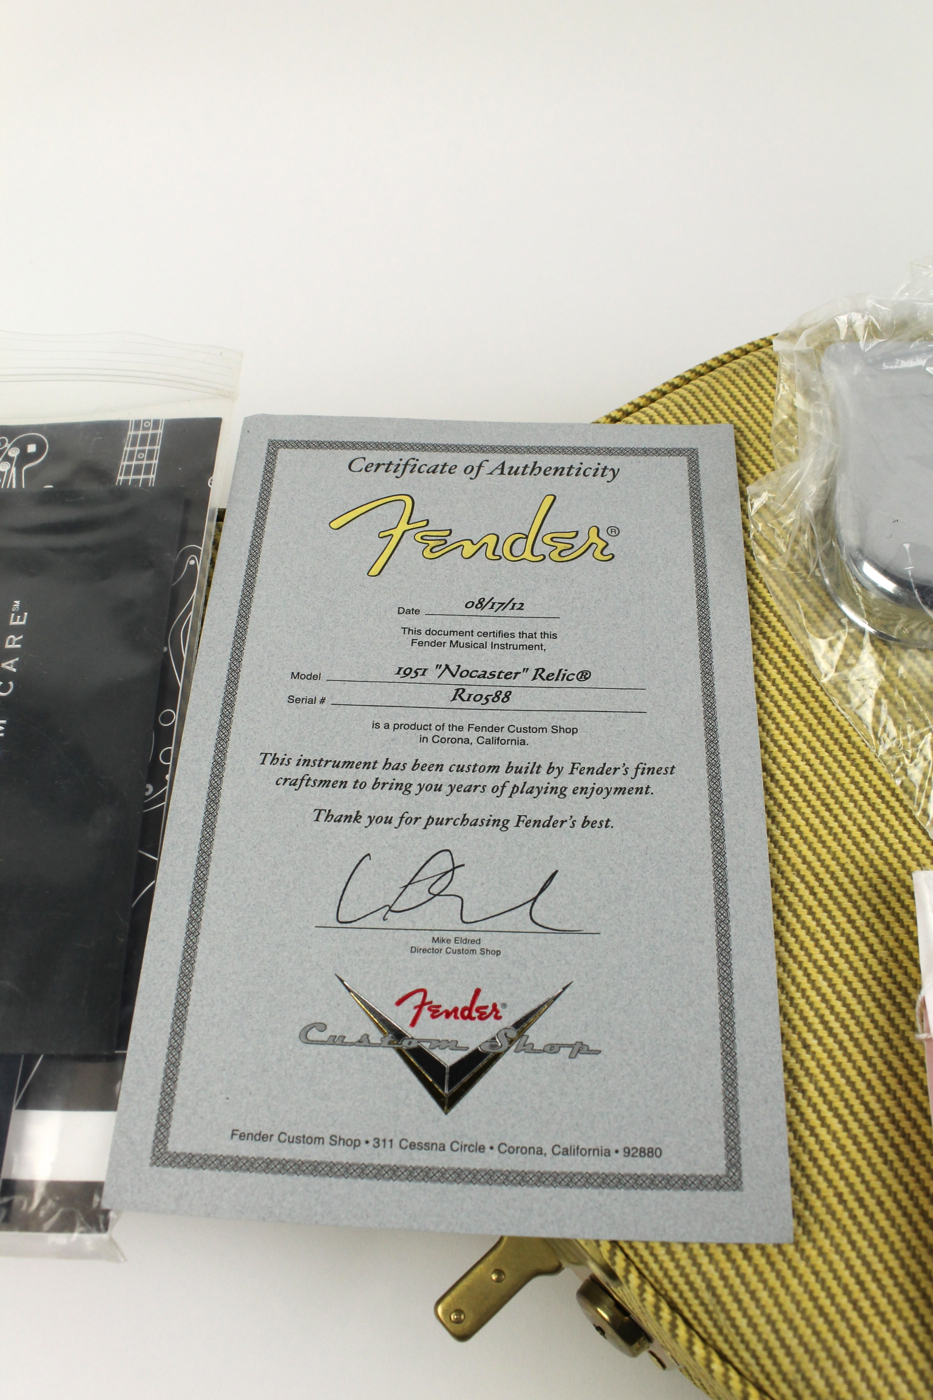 Certificate of Authenticity
Fender®
Date 08/17/12
This document certifies that this
Fender Musical Instrument,
Model 1951 "Nocaster" Relic®
Serial # R10588
is a product of the Fender Custom Shop
in Corona, California.
This instrument has been custom built by Fender's finest
craftsmen to bring you years of playing enjoyment.
Thank you for purchasing Fender's best.
Mike Eldred
Director Custom Shop
Fender®
Custom Shop
Fender Custom Shop • 311 Cessna Circle • Corona, California • 92880
CARE℠